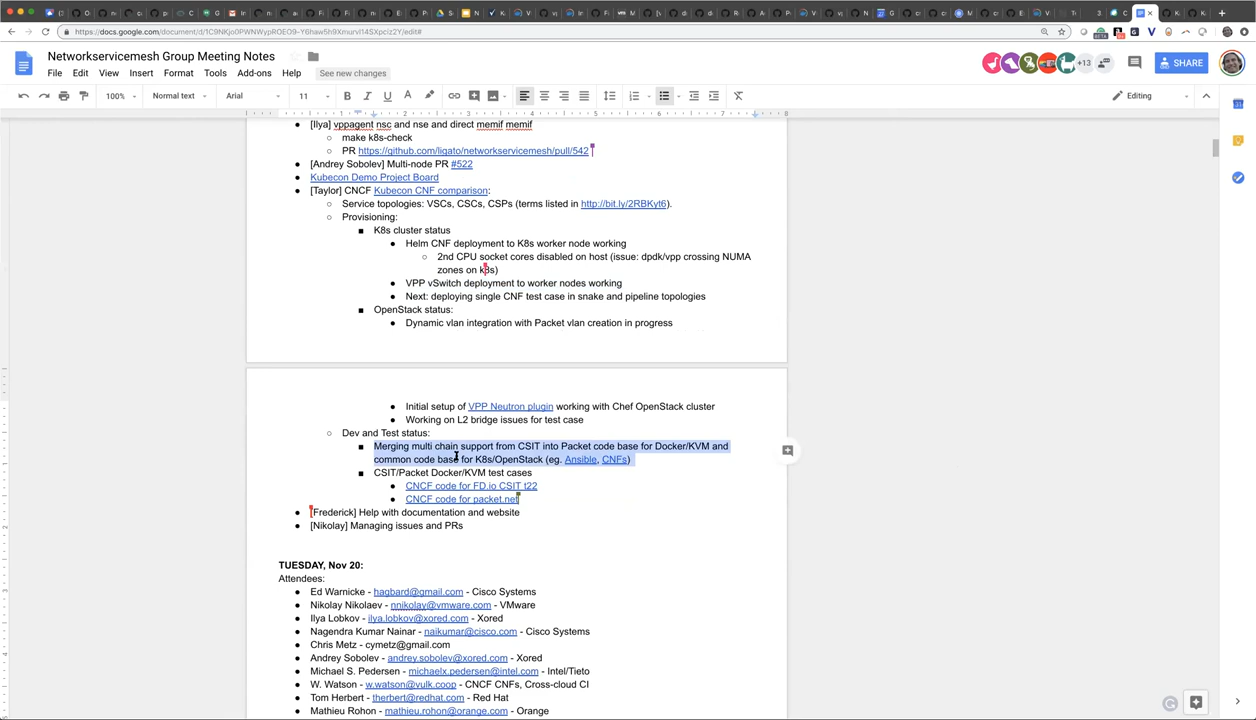 https://docs.google.com/document/d/1C9NKjo0PWNWypROEO9-Y6haw5h9Xmurvl14SXpciz2Y/edit#
Networkservicemesh Group Meeting Notes
File Edit View Insert Format Tools Add-ons Help See new changes
+13
SHARE
100% Normal text Arial 11 B I U A Editing
[Ilya] vppagent nsc and nse and direct memif memif
make k8s-check
PR https://github.com/ligato/networkservicemesh/pull/542
[Andrey Sobolev] Multi-node PR #522
Kubecon Demo Project Board
[Taylor] CNCF Kubecon CNF comparison:
Service topologies: VSCs, CSCs, CSPs (terms listed in http://bit.ly/2RBKyt6).
Provisioning:
K8s cluster status
Helm CNF deployment to K8s worker node working
2nd CPU socket cores disabled on host (issue: dpdk/vpp crossing NUMA
zones on k8s)
VPP vSwitch deployment to worker nodes working
Next: deploying single CNF test case in snake and pipeline topologies
OpenStack status:
Dynamic vlan integration with Packet vlan creation in progress
Initial setup of VPP Neutron plugin working with Chef OpenStack cluster
Working on L2 bridge issues for test case
Dev and Test status:
Merging multi chain support from CSIT into Packet code base for Docker/KVM and
common code base for K8s/OpenStack (eg. Ansible, CNFs)
CSIT/Packet Docker/KVM test cases
CNCF code for FD.io CSIT t22
CNCF code for packet.net
[Frederick] Help with documentation and website
[Nikolay] Managing issues and PRs
TUESDAY, Nov 20:
Attendees:
Ed Warnicke - hagbard@gmail.com - Cisco Systems
Nikolay Nikolaev - nnikolay@vmware.com - VMware
Ilya Lobkov - ilya.lobkov@xored.com - Xored
Nagendra Kumar Nainar - naikumar@cisco.com - Cisco Systems
Chris Metz - cymetz@gmail.com
Andrey Sobolev - andrey.sobolev@xored.com - Xored
Michael S. Pedersen - michaelx.pedersen@intel.com - Intel/Tieto
W. Watson - w.watson@vulk.coop - CNCF CNFs, Cross-cloud CI
Tom Herbert - therbert@redhat.com - Red Hat
Mathieu Rohon - mathieu.rohon@orange.com - Orange